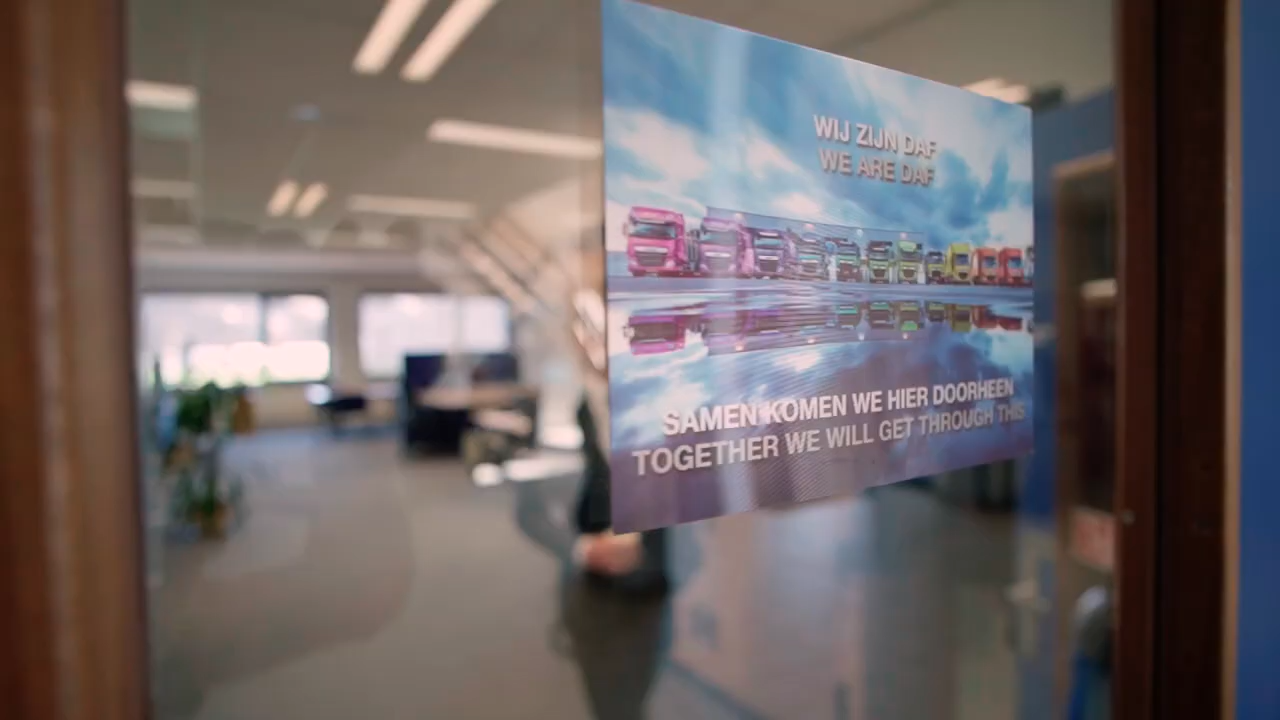 WIJ ZIJN DAF
WE ARE DAF
SAMEN KOMEN WE HIER DOORHEEN
TOGETHER WE WILL GET THROUGH THIS